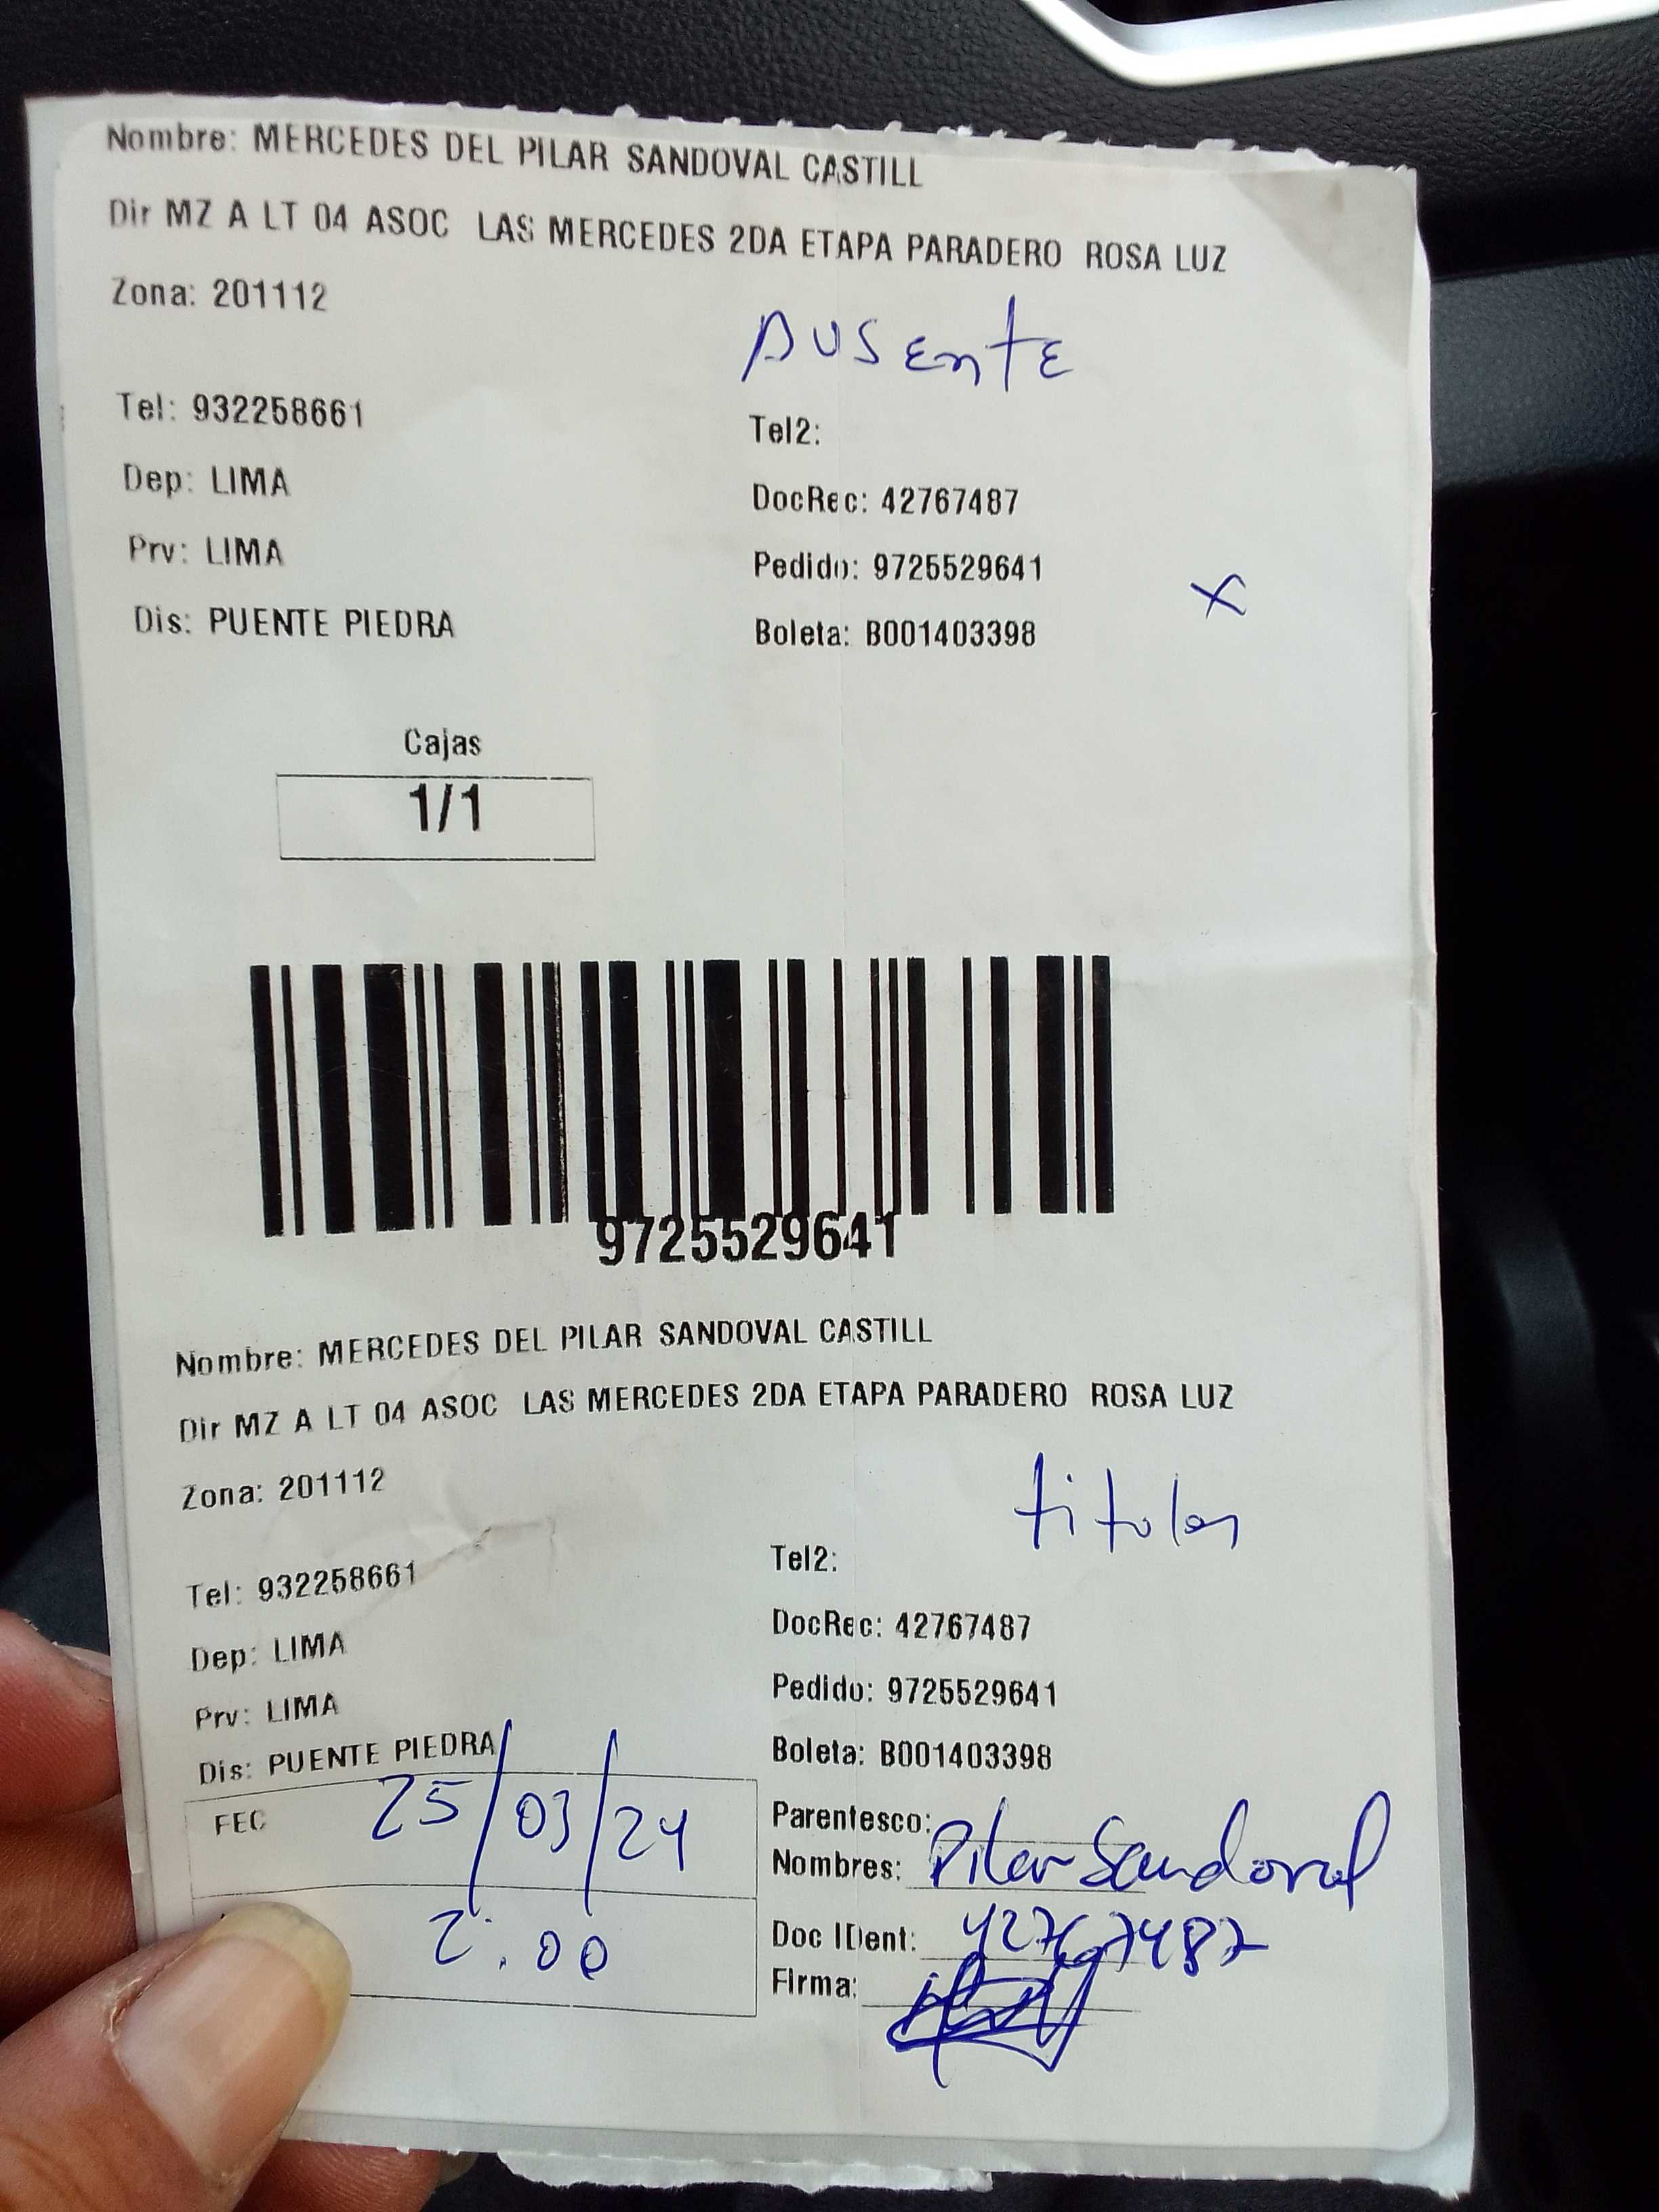 Nombre: MERCEDES DEL PILAR SANDOVAL CASTILL
Dir MZ A LT 04 ASOC LAS MERCEDES 2DA ETAPA PARADERO ROSA LUZ
Zona: 201112
Ausente
Tel: 932258661
Tel2:
Dep: LIMA
DocRec: 42767487
Prv: LIMA
Pedido: 9725529641
X
Dis: PUENTE PIEDRA
Boleta: B001403398
Cajas
1/1
9725529641
Nombre: MERCEDES DEL PILAR SANDOVAL CASTILL
Dir MZ A LT 04 ASOC LAS MERCEDES 2DA ETAPA PARADERO ROSA LUZ
Zona: 201112
titular
Tel: 932258661
Tel2:
Dep: LIMA
DocRec: 42767487
Prv: LIMA
Pedido: 9725529641
Dis: PUENTE PIEDRA
Boleta: B001403398
FEC 25/03/24
Parentesco:
Nombres: Pilar Sandoval
2:00
Doc IDent: 42767487
Firma: